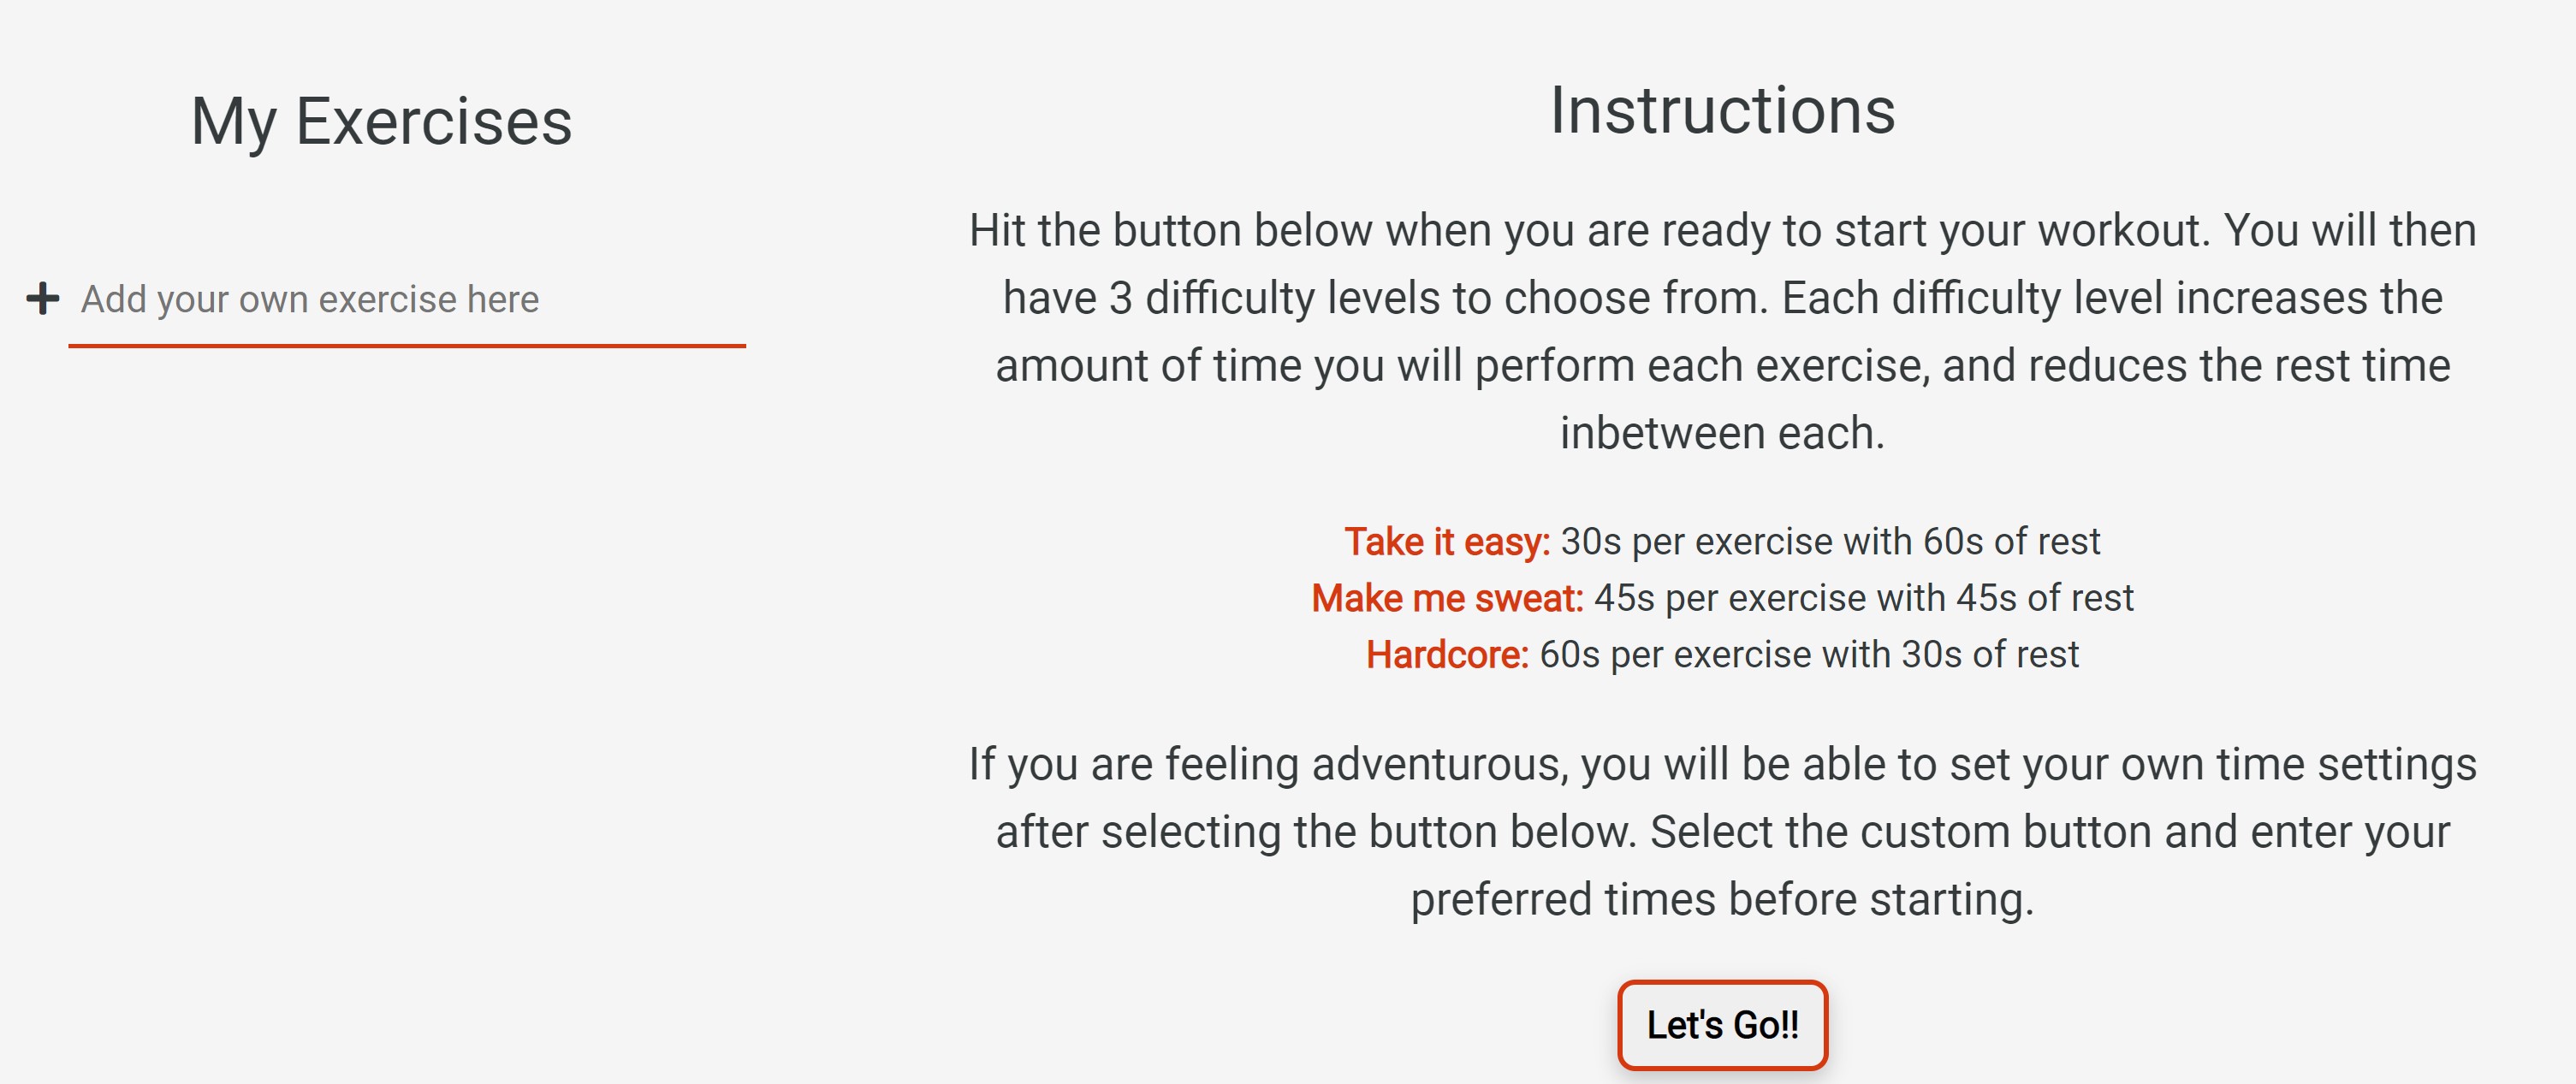 My Exercises
Add your own exercise here
Instructions
Hit the button below when you are ready to start your workout. You will then
have 3 difficulty levels to choose from. Each difficulty level increases the
amount of time you will perform each exercise, and reduces the rest time
inbetween each.
Take it easy: 30s per exercise with 60s of rest
Make me sweat: 45s per exercise with 45s of rest
Hardcore: 60s per exercise with 30s of rest
If you are feeling adventurous, you will be able to set your own time settings
after selecting the button below. Select the custom button and enter your
preferred times before starting.
Let's Go!!